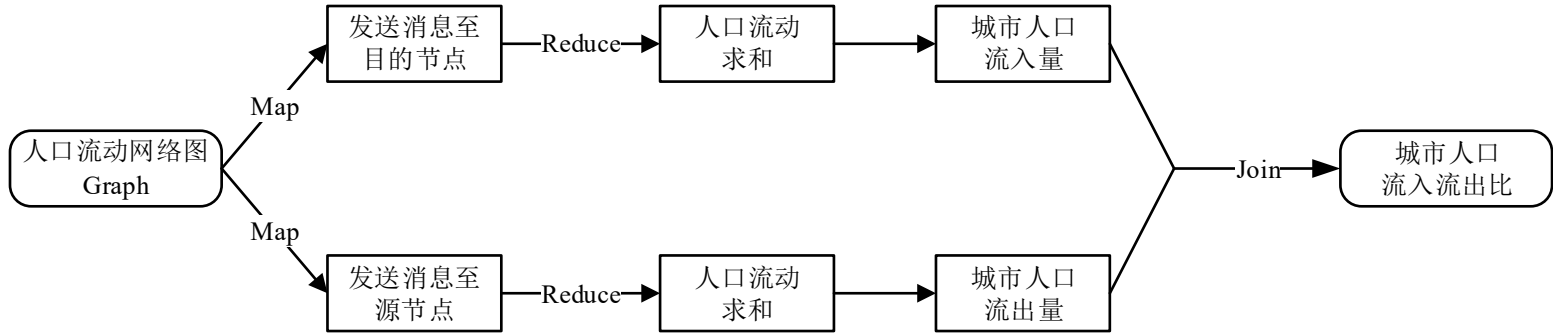 人口流动网络图
Graph
Map
发送消息至
目的节点
Reduce
人口流动
求和
城市人口
流入量
Map
发送消息至
源节点
Reduce
人口流动
求和
城市人口
流出量
Join
城市人口
流入流出比